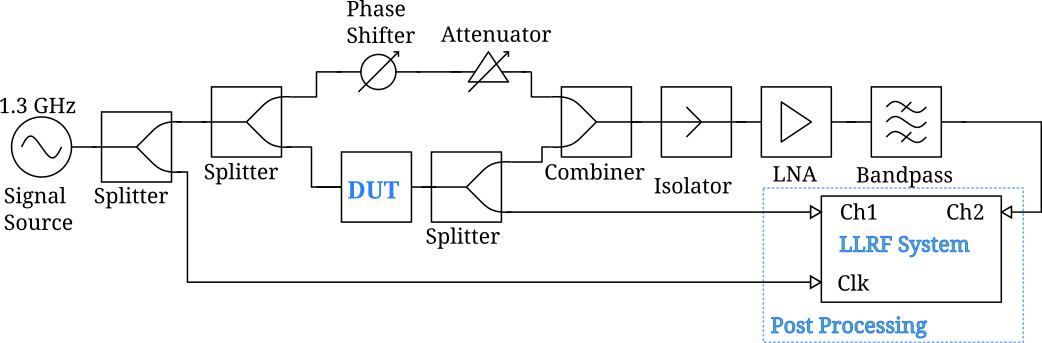 Phase
Shifter
Attenuator
1.3 GHz
Signal
Source
Splitter
Splitter
DUT
Splitter
Combiner
Isolator
LNA
Bandpass
Ch1
Ch2
LLRF System
Clk
Post Processing